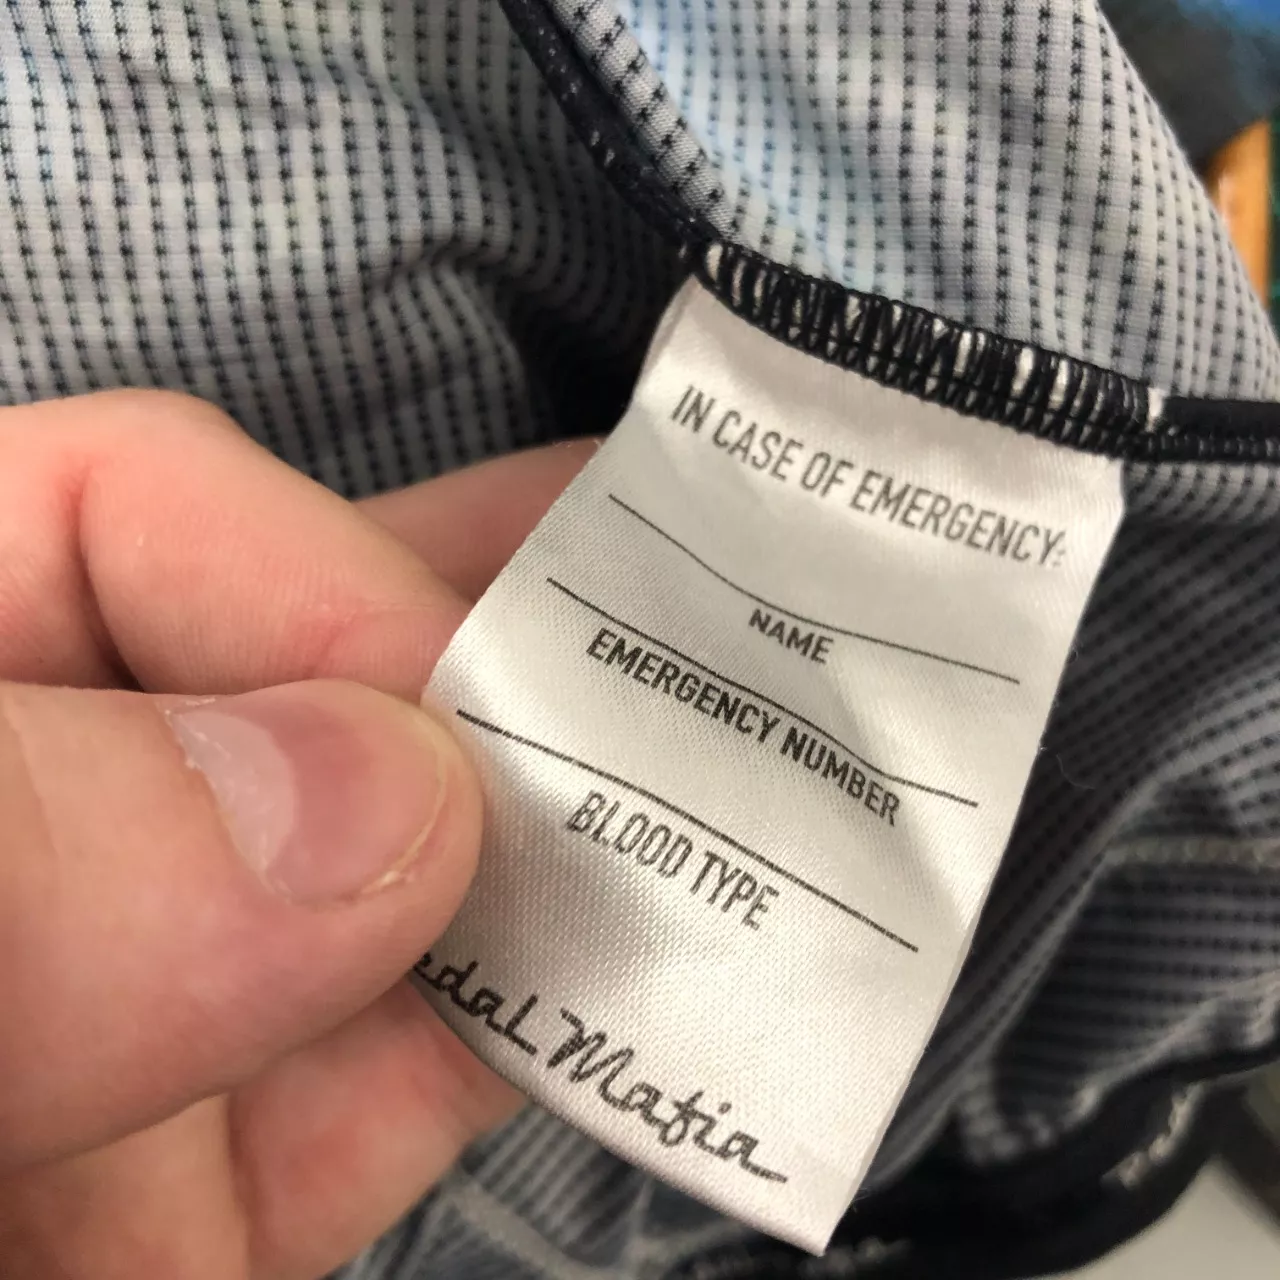 IN CASE OF EMERGENCY:
NAME
EMERGENCY NUMBER
BLOOD TYPE
edal Mafia